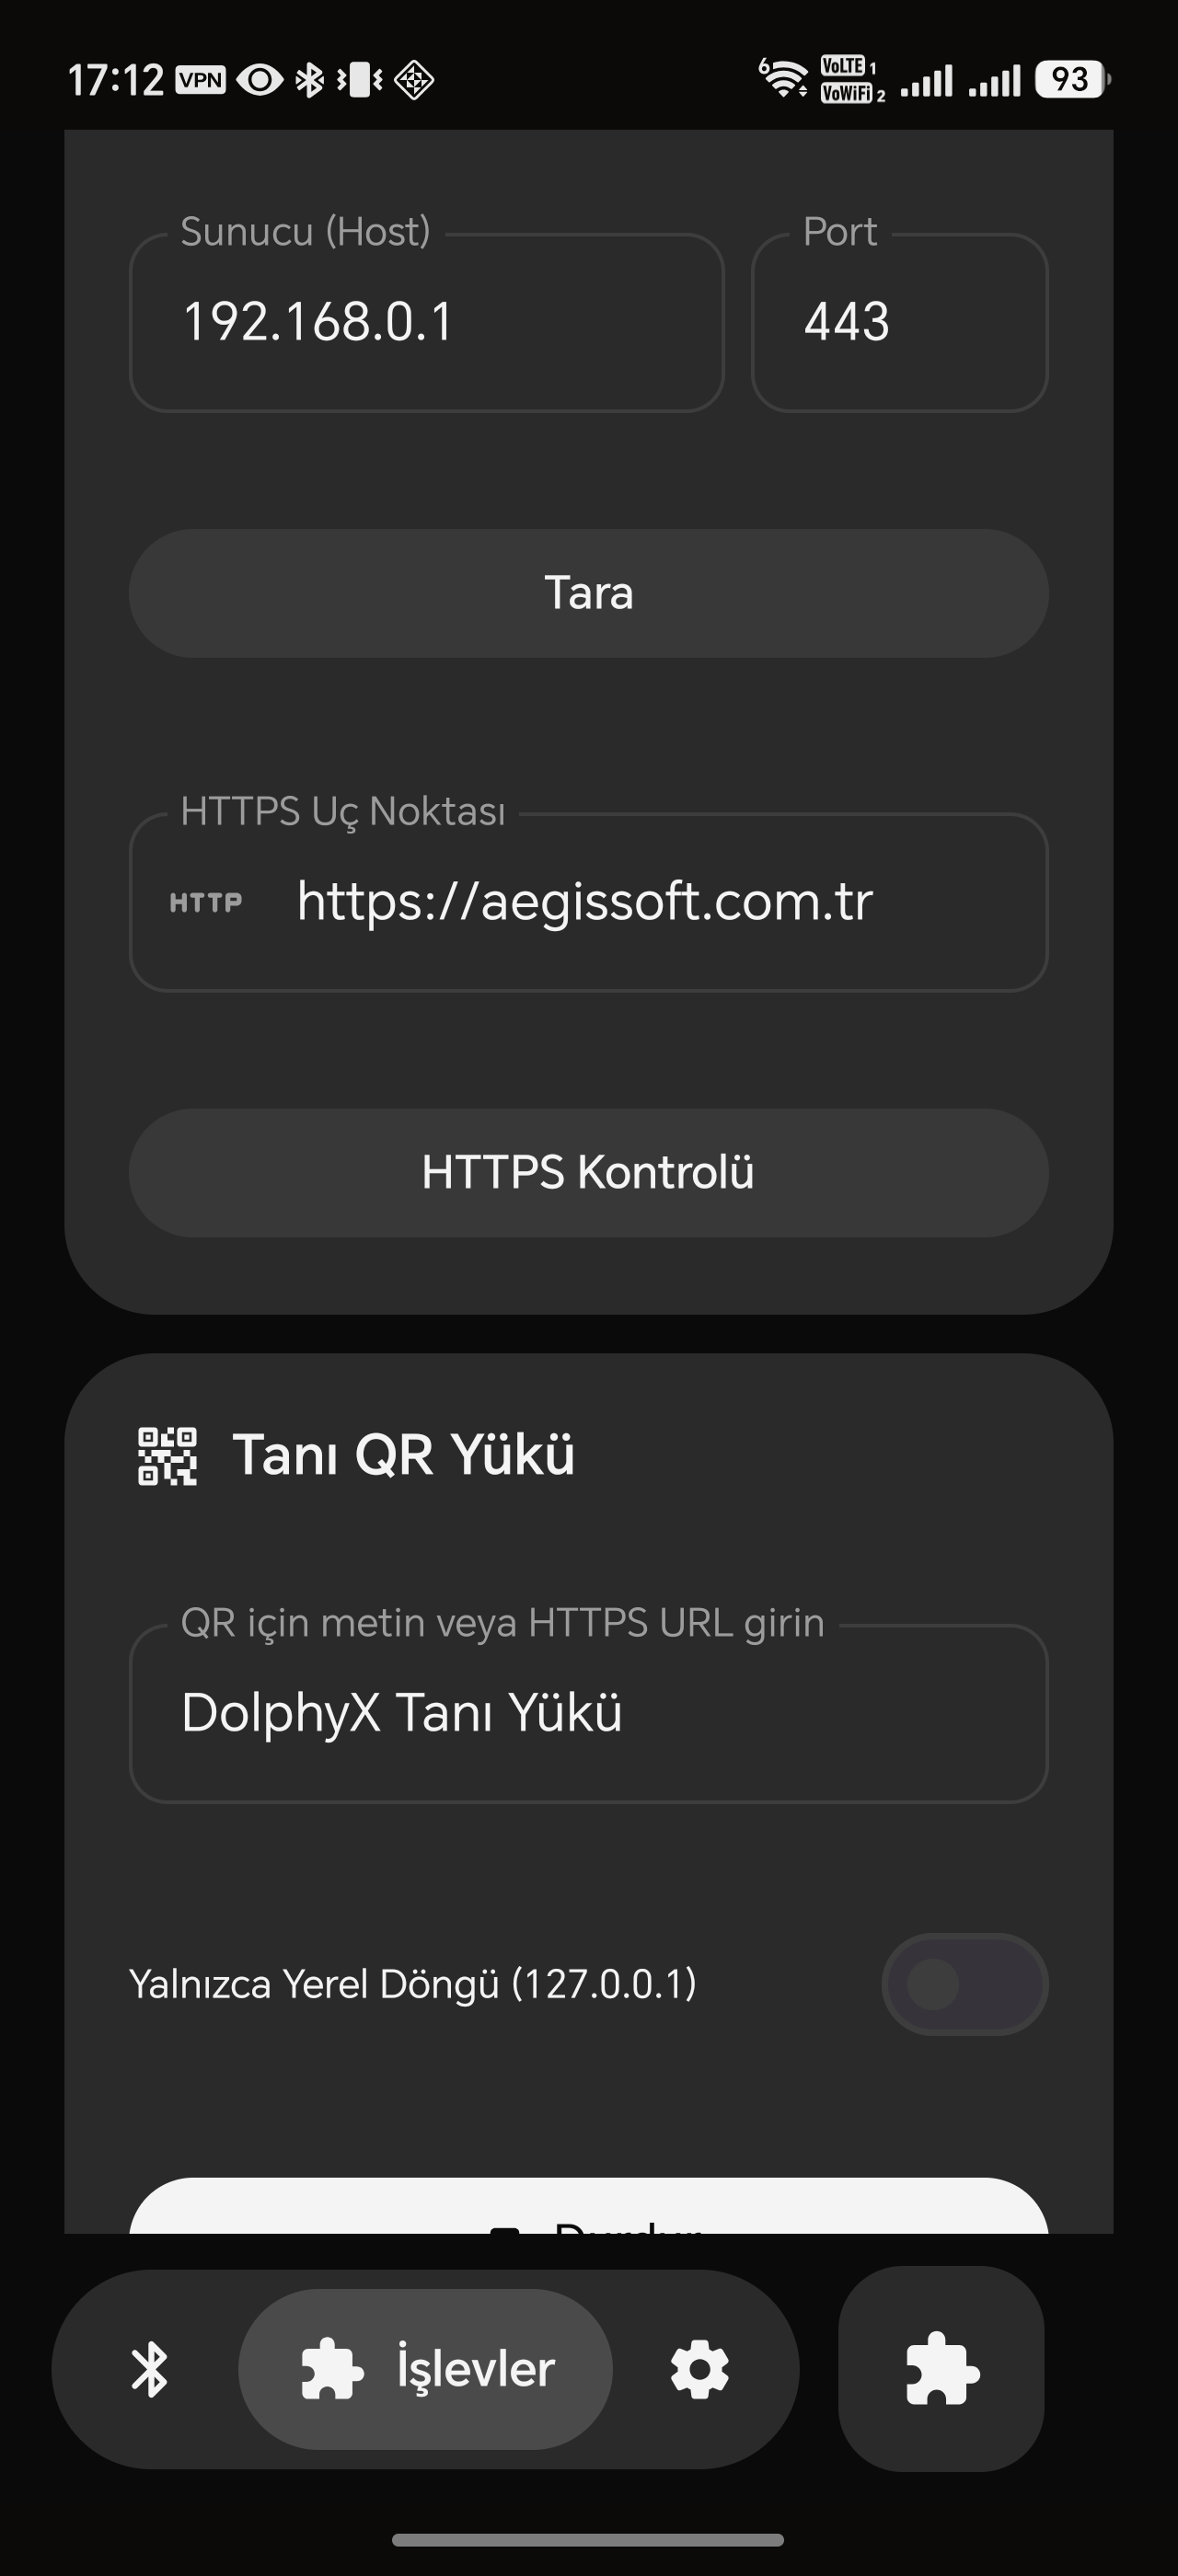 17:12 VPN 6 VoLTE 1 VoWiFi 2 93
Sunucu (Host) Port
192.168.0.1 443
Tara
HTTPS Uç Noktası
HTTP https://aegissoft.com.tr
HTTPS Kontrolü
Tanı QR Yükü
QR için metin veya HTTPS URL girin
DolphyX Tanı Yükü
Yalnızca Yerel Döngü (127.0.0.1)
Durdur
İşlevler